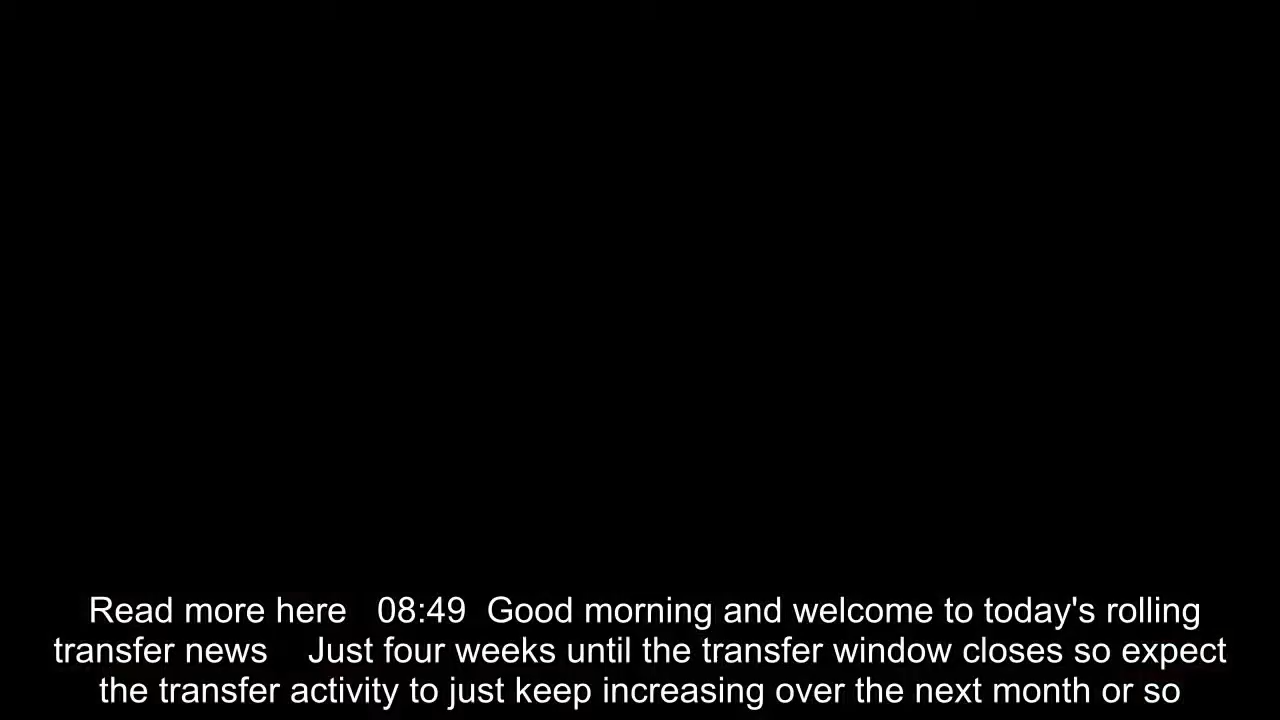 Read more here   08:49  Good morning and welcome to today's rolling
transfer news    Just four weeks until the transfer window closes so expect
the transfer activity to just keep increasing over the next month or so